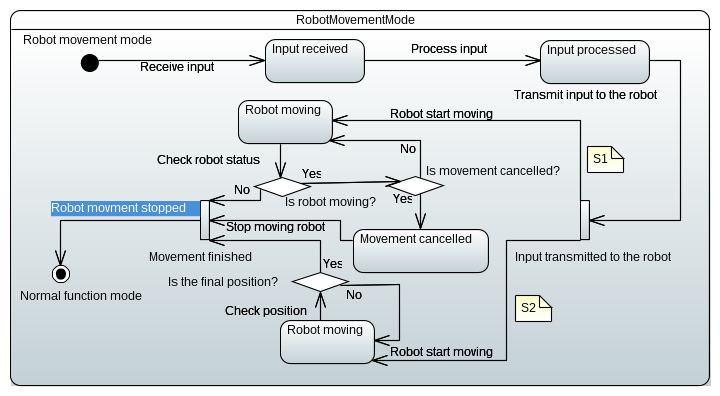 RobotMovementMode
Robot movement mode
Input received
Process input
Input processed
Receive input
Transmit input to the robot
Robot moving
Robot start moving
No
Check robot status
Yes
Is movement cancelled?
S1
No
Is robot moving?
Yes
Robot movment stopped
Stop moving robot
Movement cancelled
Movement finished
Input transmitted to the robot
Yes
Is the final position?
No
Normal function mode
Check position
S2
Robot moving
Robot start moving